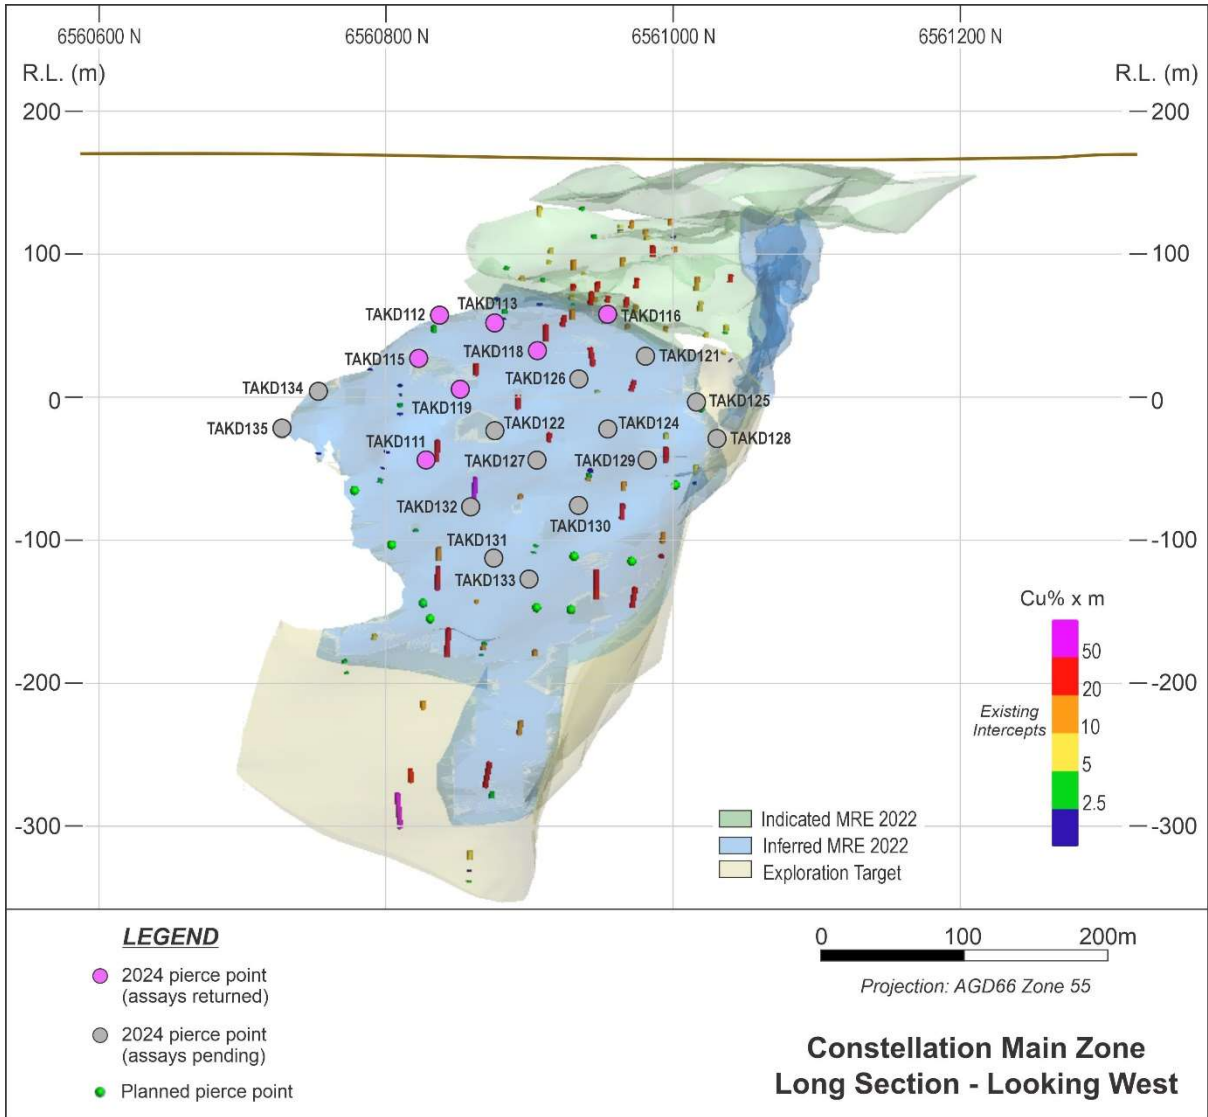 6560600 N
6560800 N
6561000 N
6561200 N
R.L. (m)
R.L. (m)
200
200
100
100
TAKD112
TAKD113
TAKD116
TAKD115
TAKD118
TAKD121
TAKD126
TAKD134
0
0
TAKD119
TAKD125
TAKD135
TAKD122
TAKD124
TAKD128
TAKD111
TAKD127
TAKD129
TAKD132
TAKD130
-100
-100
TAKD131
TAKD133
Cu% x m
50
20
-200
-200
Existing
Intercepts
10
5
2.5
-300
-300
Indicated MRE 2022
Inferred MRE 2022
Exploration Target
LEGEND
2024 pierce point
(assays returned)
2024 pierce point
(assays pending)
Planned pierce point
0 100 200m
Projection: AGD66 Zone 55
Constellation Main Zone
Long Section - Looking West